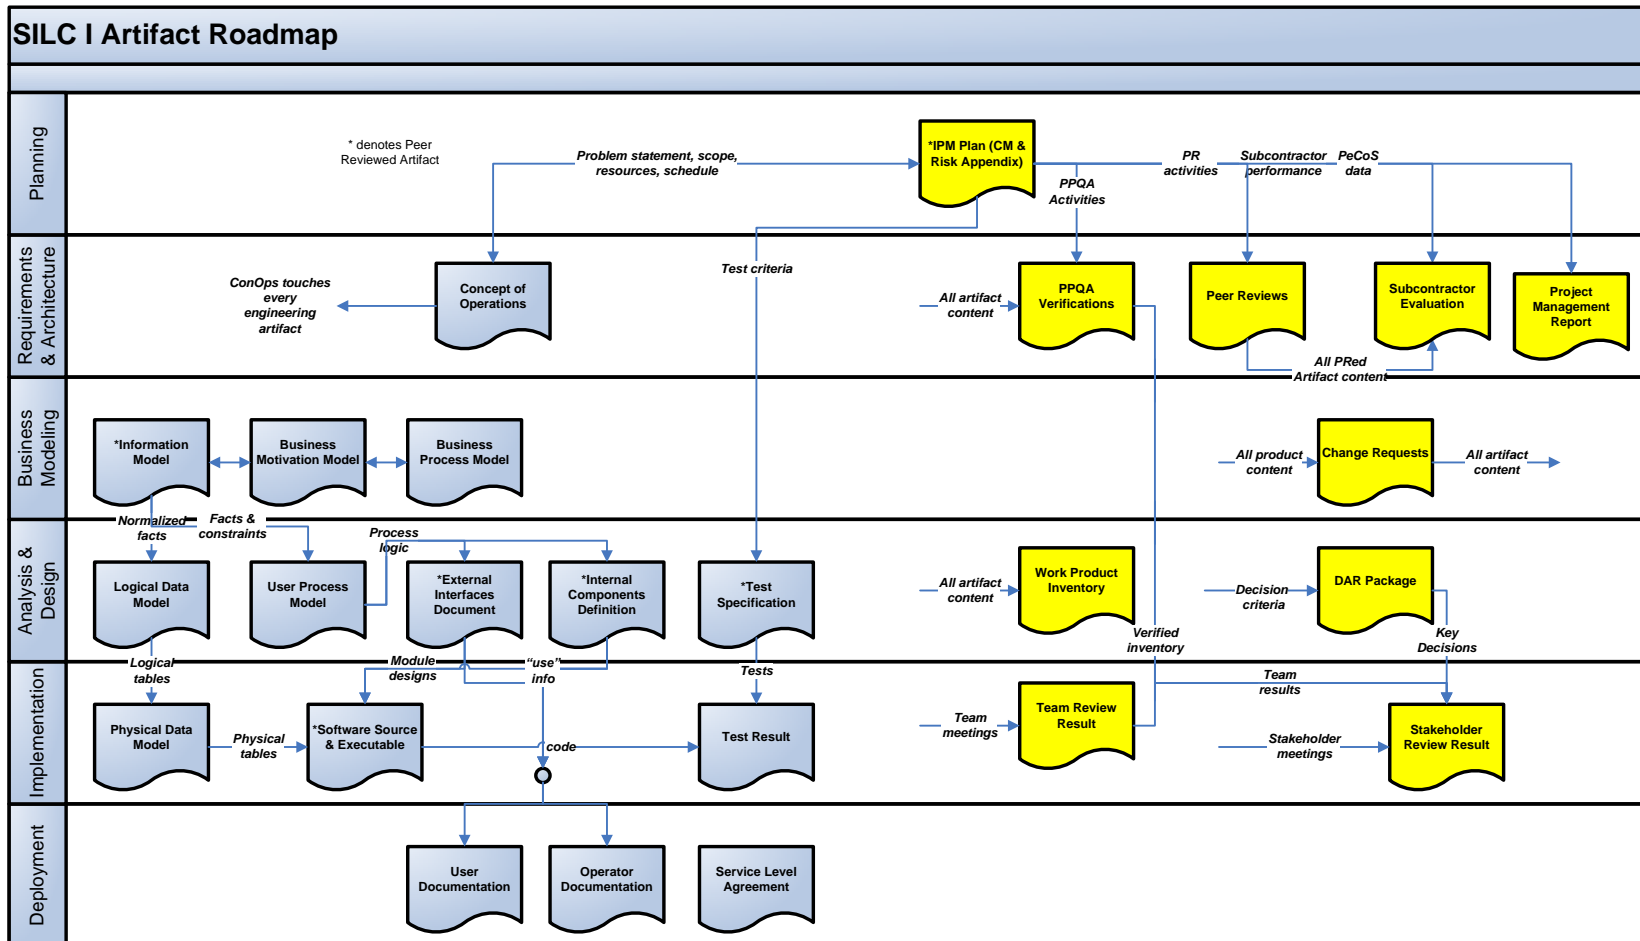 SILC I Artifact Roadmap
Planning
* denotes Peer
Reviewed Artifact
Problem statement, scope,
resources, schedule
*IPM Plan (CM &
Risk Appendix)
PPQA
Activities
PR
activities
Subcontractor
performance
PeCoS
data
Requirements
& Architecture
ConOps touches
every
engineering
artifact
Concept of
Operations
Test criteria
All artifact
content
PPQA
Verifications
Peer Reviews
Subcontractor
Evaluation
Project
Management
Report
All PRed
Artifact content
Business
Modeling
*Information
Model
Business
Motivation Model
Business
Process Model
All product
content
Change Requests
All artifact
content
Analysis &
Design
Normalized
facts
Facts &
constraints
Process
logic
Logical Data
Model
User Process
Model
*External
Interfaces
Document
*Internal
Components
Definition
*Test
Specification
All artifact
content
Work Product
Inventory
Decision
criteria
DAR Package
Verified
inventory
Key
Decisions
Implementation
Logical
tables
Module
designs
“use”
info
Tests
Team
results
Physical Data
Model
Physical
tables
*Software Source
& Executable
code
Test Result
Team
meetings
Team Review
Result
Stakeholder
meetings
Stakeholder
Review Result
Deployment
User
Documentation
Operator
Documentation
Service Level
Agreement